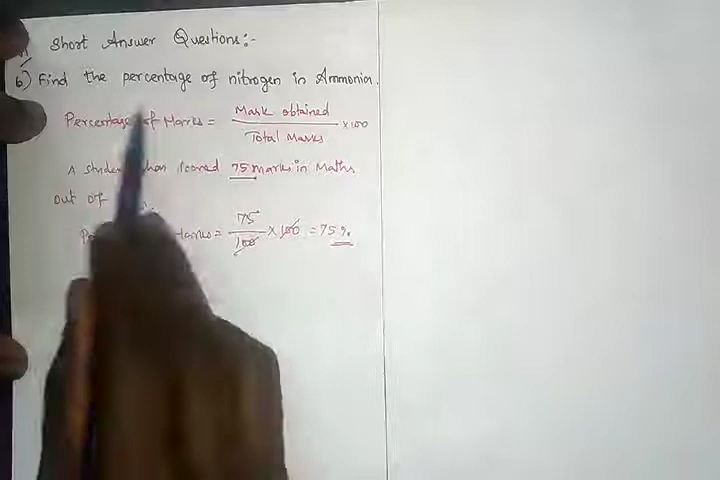 Short Answer Questions:-
6) Find the percentage of nitrogen in Ammonia.
Percentage of Marks = Mark obtained / Total Marks × 100
A has scored 75 marks in Maths
out of
Marks = 75 / 100 × 100 = 75%